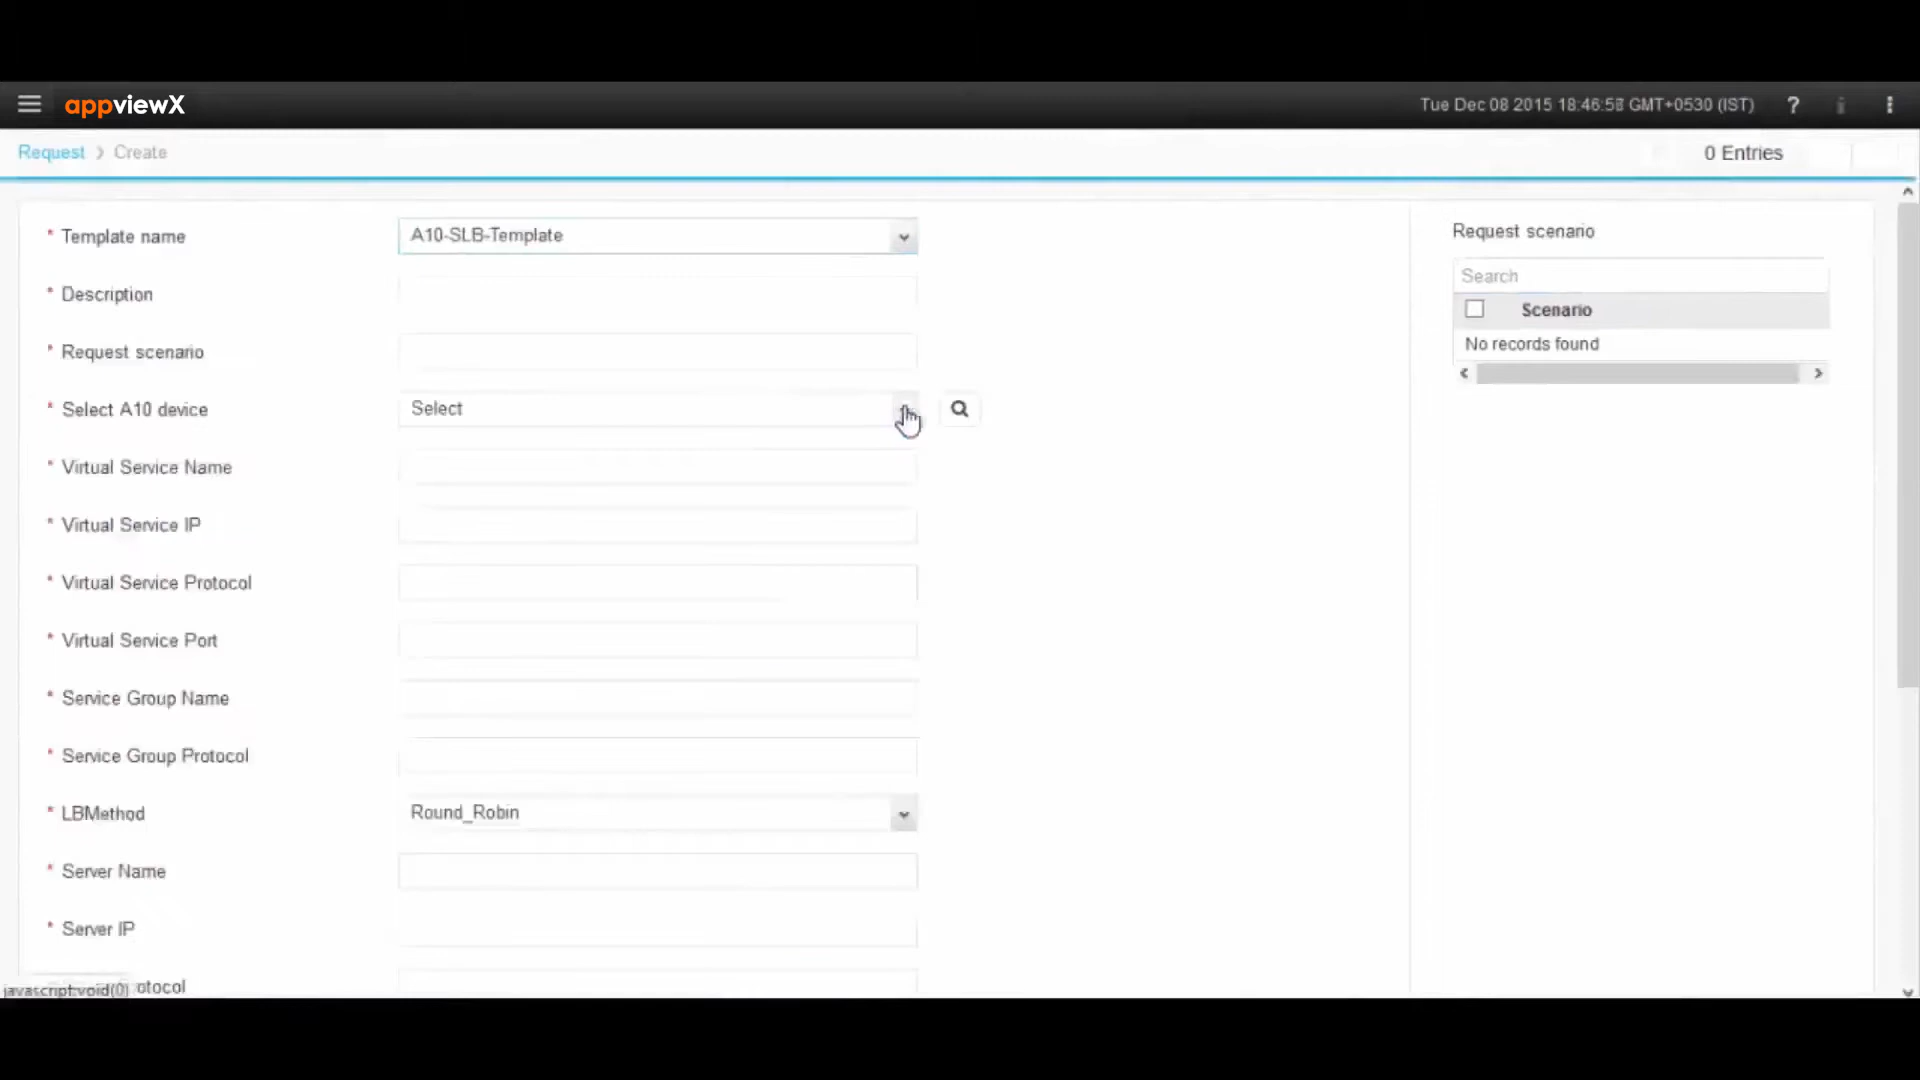 appviewX
Tue Dec 08 2015 18:46:58 GMT+0530 (IST) ?
Request > Create
0 Entries
* Template name
A10-SLB-Template
* Description
* Request scenario
* Select A10 device
Select
* Virtual Service Name
* Virtual Service IP
* Virtual Service Protocol
* Virtual Service Port
* Service Group Name
* Service Group Protocol
* LBMethod
Round_Robin
* Server Name
* Server IP
otocol
javascript:void(0)
Request scenario
Search
Scenario
No records found